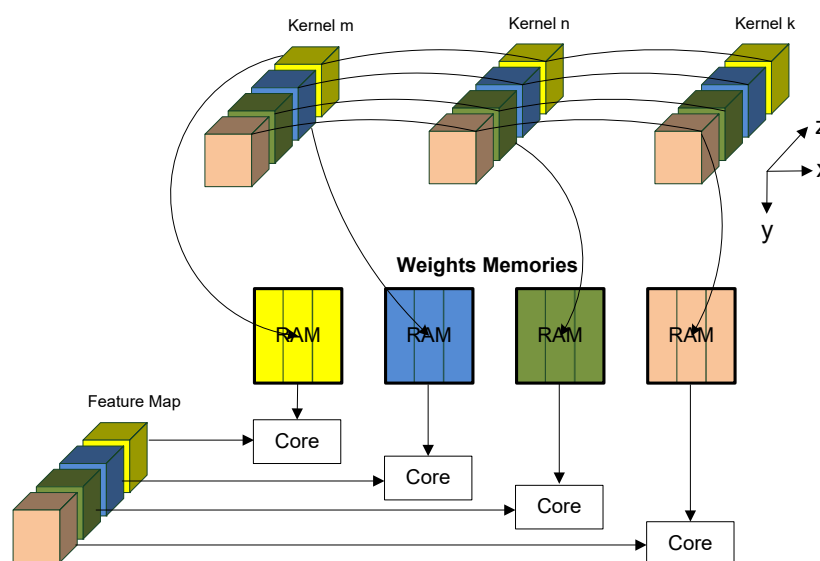 Kernel m
Kernel n
Kernel k
z
x
y
Weights Memories
RAM
RAM
RAM
RAM
Feature Map
Core
Core
Core
Core